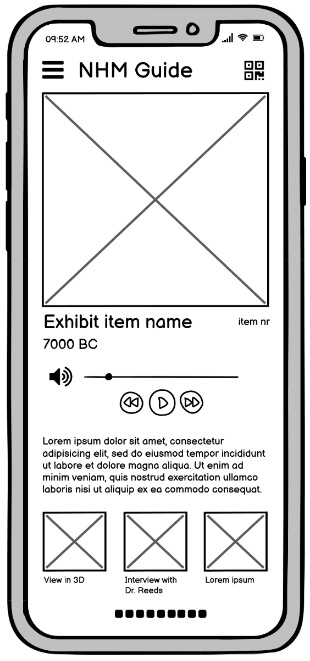 09:52 AM
NHM Guide
Exhibit item name
item nr
7000 BC
Lorem ipsum dolor sit amet, consectetur
adipisicing elit, sed do eiusmod tempor incididunt
ut labore et dolore magna aliqua. Ut enim ad
minim veniam, quis nostrud exercitation ullamco
laboris nisi ut aliquip ex ea commodo consequat.
View in 3D
Interview with
Dr. Reeds
Lorem ipsum